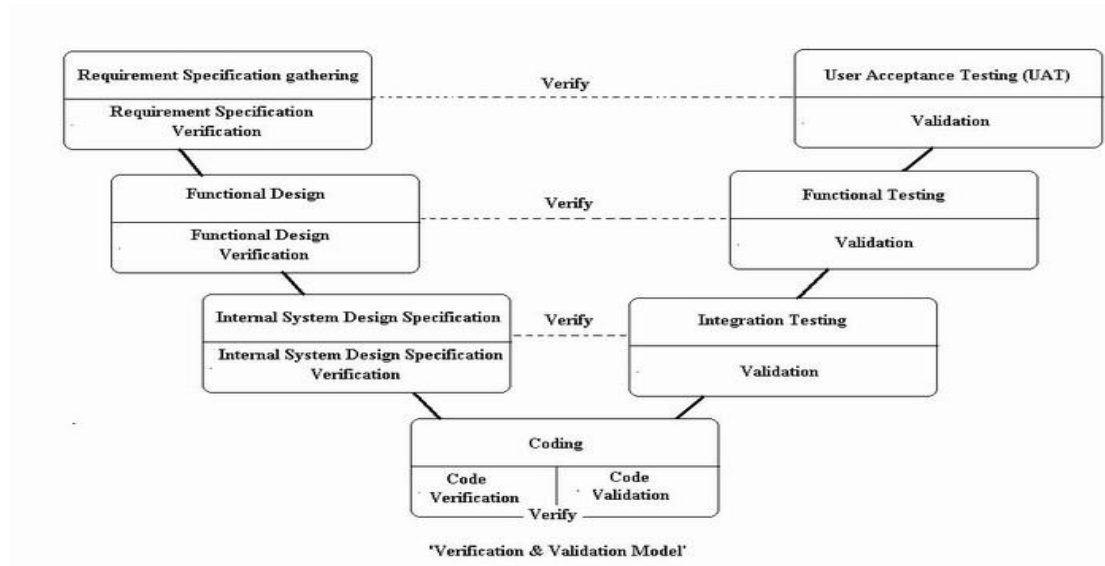 Requirement Specification gathering
Requirement Specification
Verification
Verify
User Acceptance Testing (UAT)
Validation
Functional Design
Functional Design
Verification
Verify
Functional Testing
Validation
Internal System Design Specification
Internal System Design Specification
Verification
Verify
Integration Testing
Validation
Coding
Code
Verification
Code
Validation
Verify
'Verification & Validation Model'